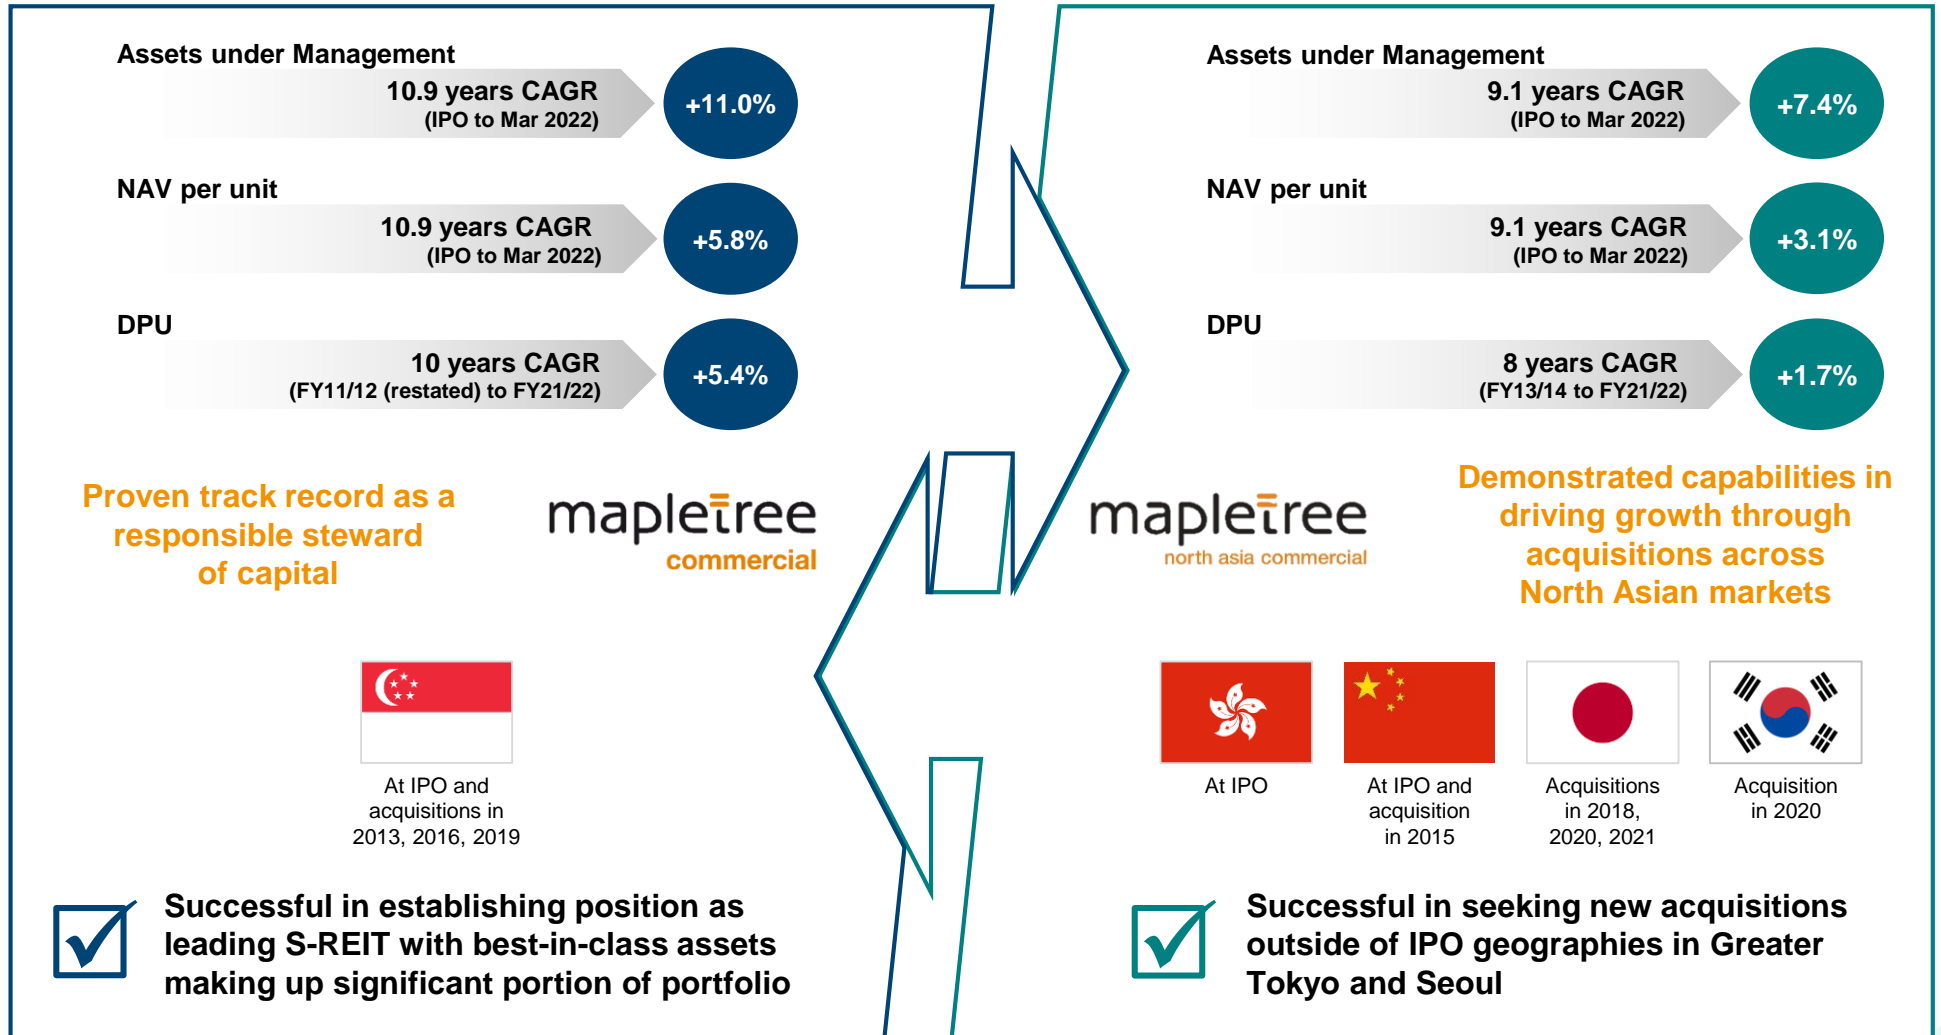 Assets under Management
10.9 years CAGR
(IPO to Mar 2022)
+11.0%
NAV per unit
10.9 years CAGR
(IPO to Mar 2022)
+5.8%
DPU
10 years CAGR
(FY11/12 (restated) to FY21/22)
+5.4%
Proven track record as a
responsible steward
of capital
mapletree
commercial
At IPO and
acquisitions in
2013, 2016, 2019
Successful in establishing position as
leading S-REIT with best-in-class assets
making up significant portion of portfolio
Assets under Management
9.1 years CAGR
(IPO to Mar 2022)
+7.4%
NAV per unit
9.1 years CAGR
(IPO to Mar 2022)
+3.1%
DPU
8 years CAGR
(FY13/14 to FY21/22)
+1.7%
mapletree
north asia commercial
Demonstrated capabilities in
driving growth through
acquisitions across
North Asian markets
At IPO
At IPO and
acquisition
in 2015
Acquisitions
in 2018,
2020, 2021
Acquisition
in 2020
Successful in seeking new acquisitions
outside of IPO geographies in Greater
Tokyo and Seoul